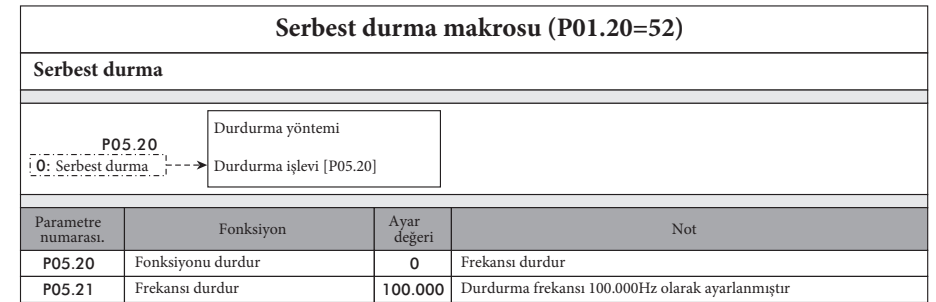 Serbest durma makrosu (P01.20=52)
Serbest durma
P05.20
0: Serbest durma
Durdurma yöntemi
Durdurma işlevi [P05.20]
Parametre numarası. Fonksiyon Ayar değeri Not
P05.20 Fonksiyonu durdur 0 Frekansı durdur
P05.21 Frekansı durdur 100.000 Durdurma frekansı 100.000Hz olarak ayarlanmıştır